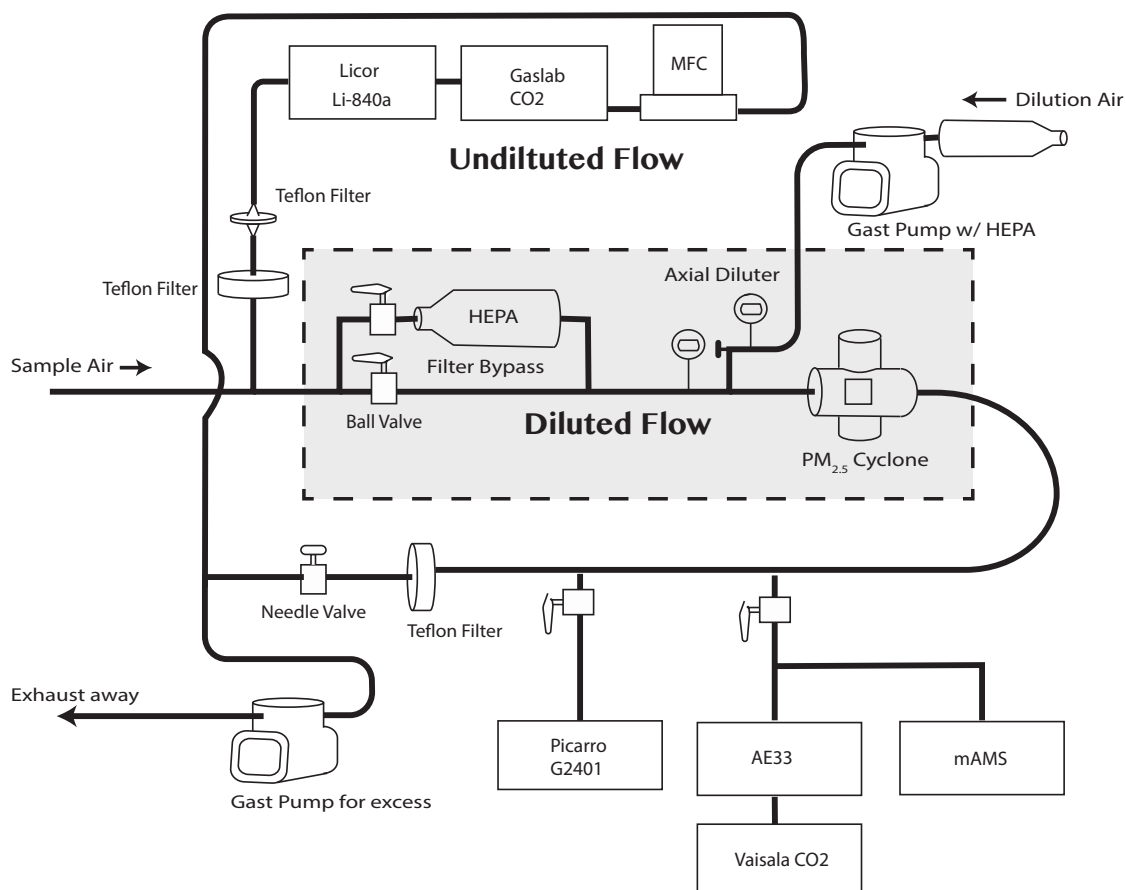 Licor
Li-840a
Gaslab
CO2
MFC
Dilution Air
Undiltuted Flow
Teflon Filter
Gast Pump w/ HEPA
Teflon Filter
Axial Diluter
HEPA
Sample Air
Filter Bypass
Ball Valve
Diluted Flow
PM2.5 Cyclone
Needle Valve
Teflon Filter
Exhaust away
Picarro
G2401
AE33
mAMS
Gast Pump for excess
Vaisala CO2